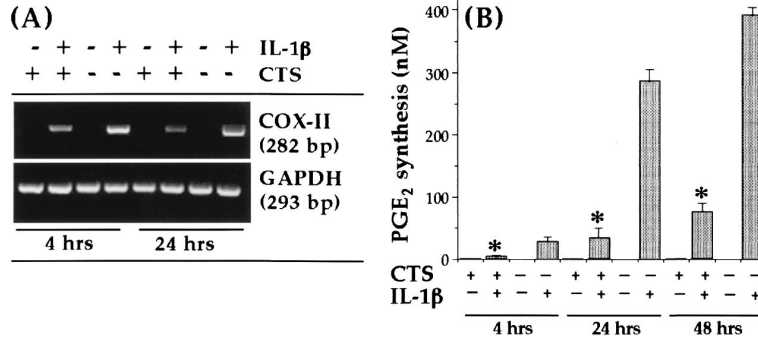 (A)
- + - + - + - + IL-1β
+ + - - + + - - CTS
COX-II
(282 bp)
GAPDH
(293 bp)
4 hrs 24 hrs
(B)
PGE₂ synthesis (nM)
400
300
200
100
0
* * *
CTS + + – – + + – – + + – –
IL-1β – + – + – + – + – + – +
4 hrs 24 hrs 48 hrs